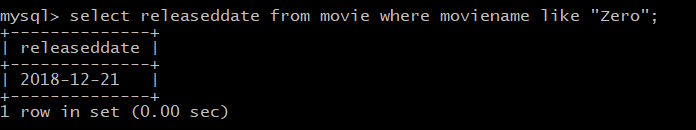 mysql> select releaseddate from movie where moviename like "Zero";
+--------------+
| releaseddate |
+--------------+
| 2018-12-21   |
+--------------+
1 row in set (0.00 sec)